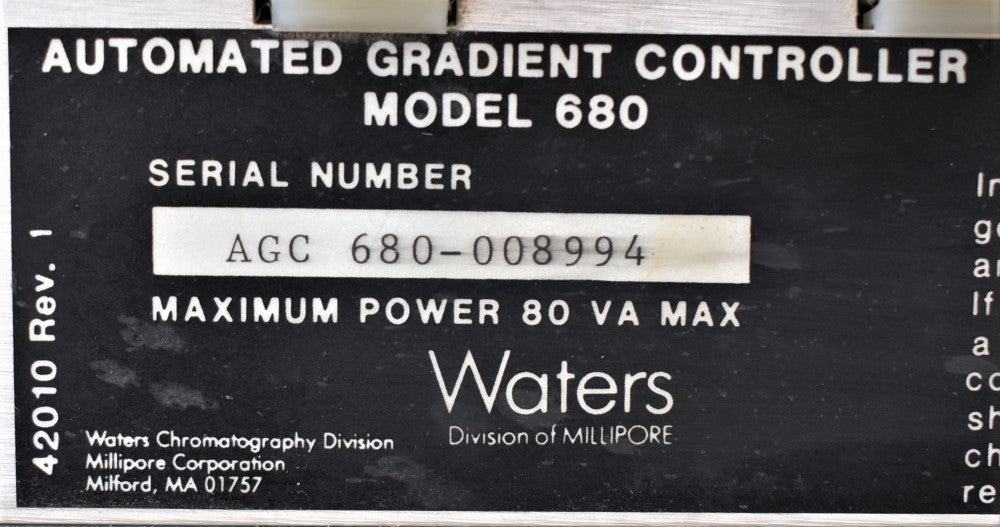 AUTOMATED GRADIENT CONTROLLER
MODEL 680
SERIAL NUMBER
AGC 680-008994
MAXIMUM POWER 80 VA MAX
Waters
Division of MILLIPORE
Waters Chromatography Division
Millipore Corporation
Milford, MA 01757
42010 Rev. 1
If
a